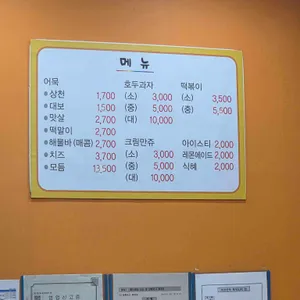 메 뉴
어묵
* 삼천 1,700
* 대보 1,500
* 맛살 2,700
* 떡말이 2,700
* 해물바(매콤) 2,700
* 치즈 3,700
* 모듬 13,500
호두과자
(소) 3,000
(중) 5,000
(대) 10,000
크림만쥬
(소) 3,000
(중) 5,000
(대) 10,000
떡볶이
(소) 3,500
(중) 5,500
아이스티 2,000
레몬에이드 2,000
식혜 2,000